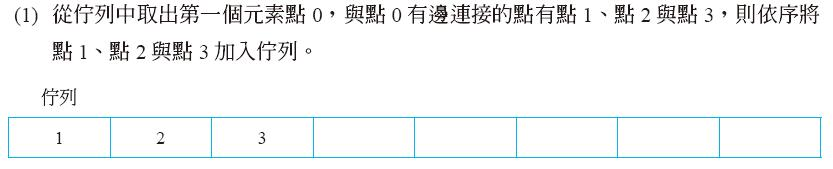 (1) 從佇列中取出第一個元素點 0，與點 0 有邊連接的點有點 1、點 2 與點 3，則依序將
點 1、點 2 與點 3 加入佇列。
佇列
1 2 3